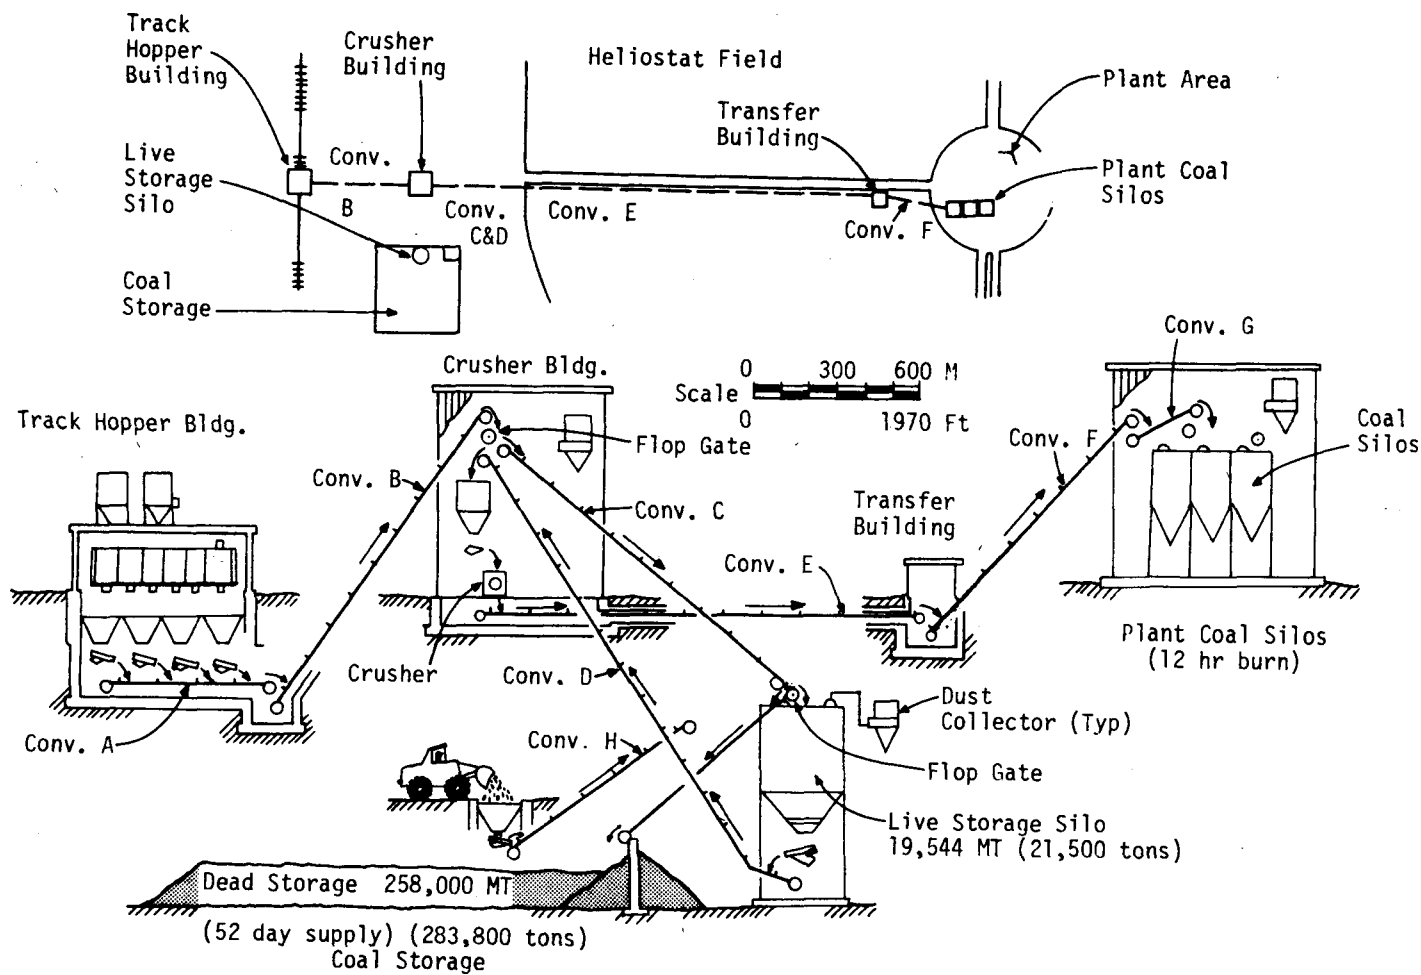 Track
Hopper
Building
Crusher
Building
Heliostat Field
Plant Area
Transfer
Building
Live
Storage
Silo
Conv.
B
Conv.
C&D
Conv. E
Conv. F
Plant Coal
Silos
Coal
Storage
Conv. G
Crusher Bldg.
Scale
0 300 600 M
0 1970 Ft
Track Hopper Bldg.
Flop Gate
Conv. B
Conv. C
Conv. F
Coal
Silos
Transfer
Building
Conv. E
Crusher
Conv. D
Plant Coal Silos
(12 hr burn)
Conv. A
Conv. H
Dust
Collector (Typ)
Flop Gate
Live Storage Silo
19,544 MT (21,500 tons)
Dead Storage 258,000 MT
(52 day supply) (283,800 tons)
Coal Storage